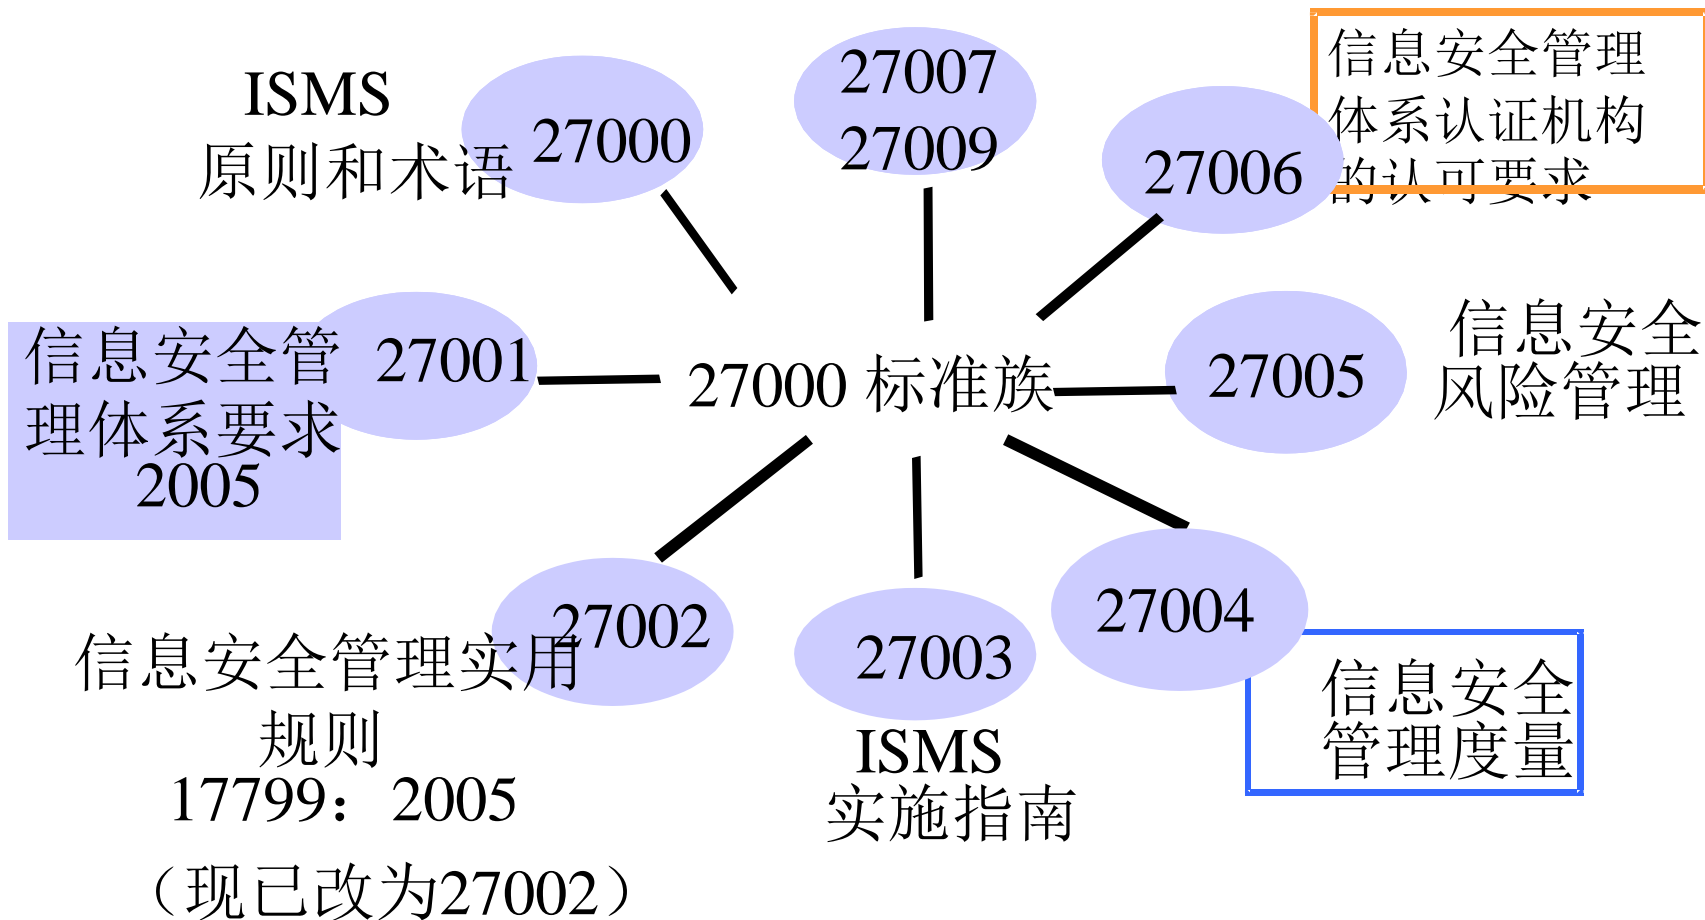 ISMS
原则和术语
27000
27007
27009
27006
信息安全管理
体系认证机构
的认可要求
信息安全管
理体系要求
2005
27001
27000 标准族
27005
信息安全
风险管理
27002
信息安全管理实用
规则
17799：2005
（现已改为27002）
27003
ISMS
实施指南
27004
信息安全
管理度量